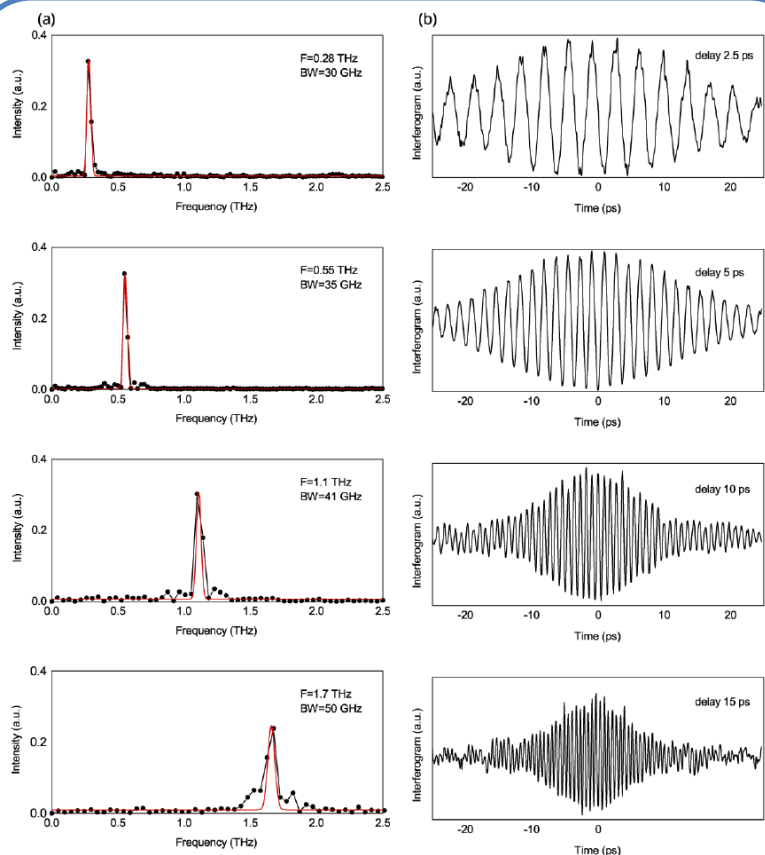 (a)
(b)
0.4
0.2
0.0
Intensity (a.u.)
F=0.28 THz
BW=30 GHz
0.0 0.5 1.0 1.5 2.0 2.5
Frequency (THz)
Interferogram (a.u.)
delay 2.5 ps
-20 -10 0 10 20
Time (ps)
0.4
0.2
0.0
Intensity (a.u.)
F=0.55 THz
BW=35 GHz
0.0 0.5 1.0 1.5 2.0 2.5
Frequency (THz)
Interferogram (a.u.)
delay 5 ps
-20 -10 0 10 20
Time (ps)
0.4
0.2
0.0
Intensity (a.u.)
F=1.1 THz
BW=41 GHz
0.0 0.5 1.0 1.5 2.0 2.5
Frequency (THz)
Interferogram (a.u.)
delay 10 ps
-20 -10 0 10 20
Time (ps)
0.4
0.2
0.0
Intensity (a.u.)
F=1.7 THz
BW=50 GHz
0.0 0.5 1.0 1.5 2.0 2.5
Frequency (THz)
Interferogram (a.u.)
delay 15 ps
-20 -10 0 10 20
Time (ps)